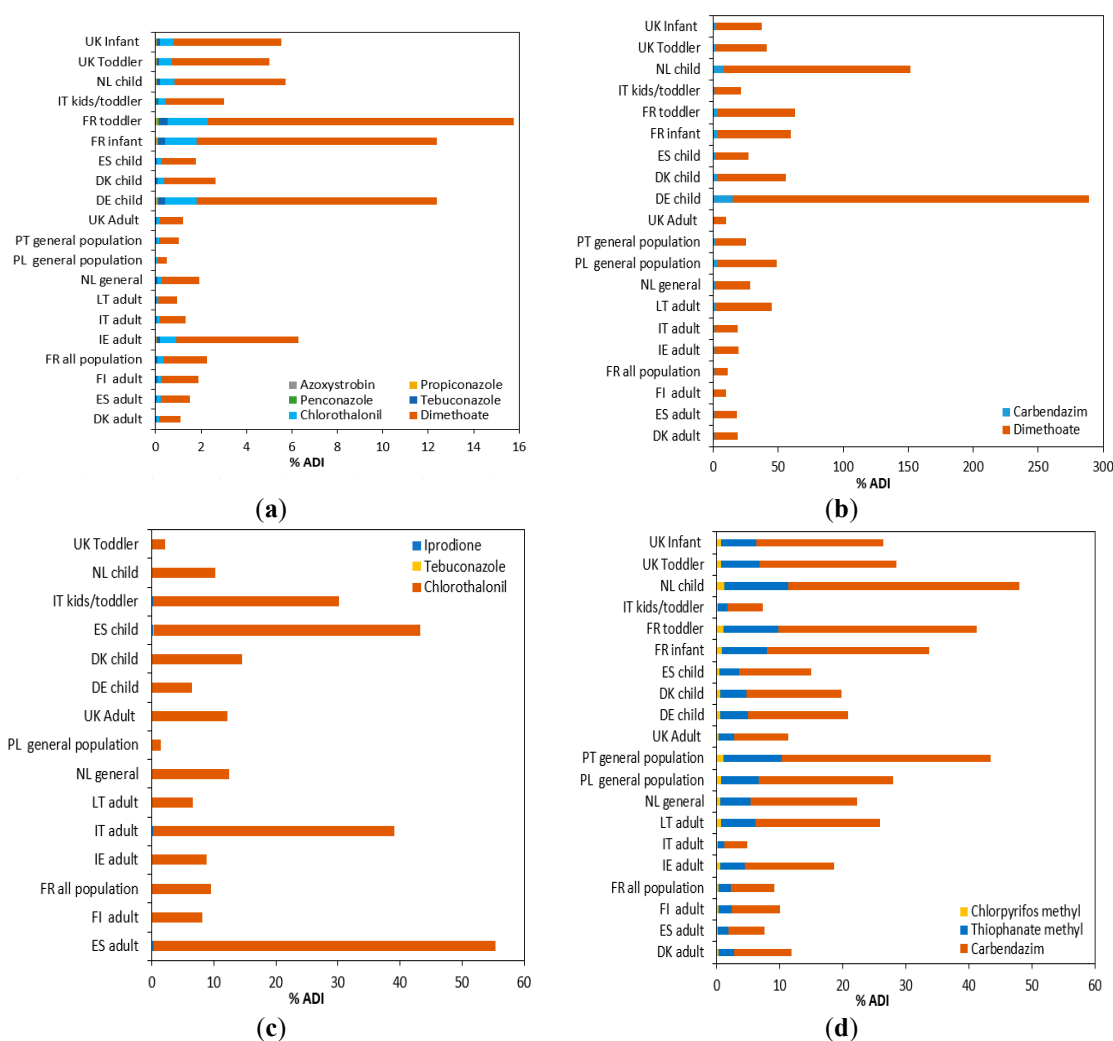 UK Infant
UK Toddler
NL child
IT kids/toddler
FR toddler
FR infant
ES child
DK child
DE child
UK Adult
PT general population
PL general population
NL general
LT adult
IT adult
IE adult
FR all population
FI adult
ES adult
DK adult
Azoxystrobin Propiconazole
Penconazole Tebuconazole
Chlorothalonil Dimethoate
0 2 4 6 8 10 12 14 16
% ADI
(a)
UK Infant
UK Toddler
NL child
IT kids/toddler
FR toddler
FR infant
ES child
DK child
DE child
UK Adult
PT general population
PL general population
NL general
LT adult
IT adult
IE adult
FR all population
FI adult
ES adult
DK adult
Carbendazim
Dimethoate
0 50 100 150 200 250 300
% ADI
(b)
UK Toddler
NL child
IT kids/toddler
ES child
DK child
DE child
UK Adult
PL general population
NL general
LT adult
IT adult
IE adult
FR all population
FI adult
ES adult
Iprodione
Tebuconazole
Chlorothalonil
0 10 20 30 40 50 60
% ADI
(c)
UK Infant
UK Toddler
NL child
IT kids/toddler
FR toddler
FR infant
ES child
DK child
DE child
UK Adult
PT general population
PL general population
NL general
LT adult
IT adult
IE adult
FR all population
FI adult
ES adult
DK adult
Chlorpyrifos methyl
Thiophanate methyl
Carbendazim
0 10 20 30 40 50 60
% ADI
(d)